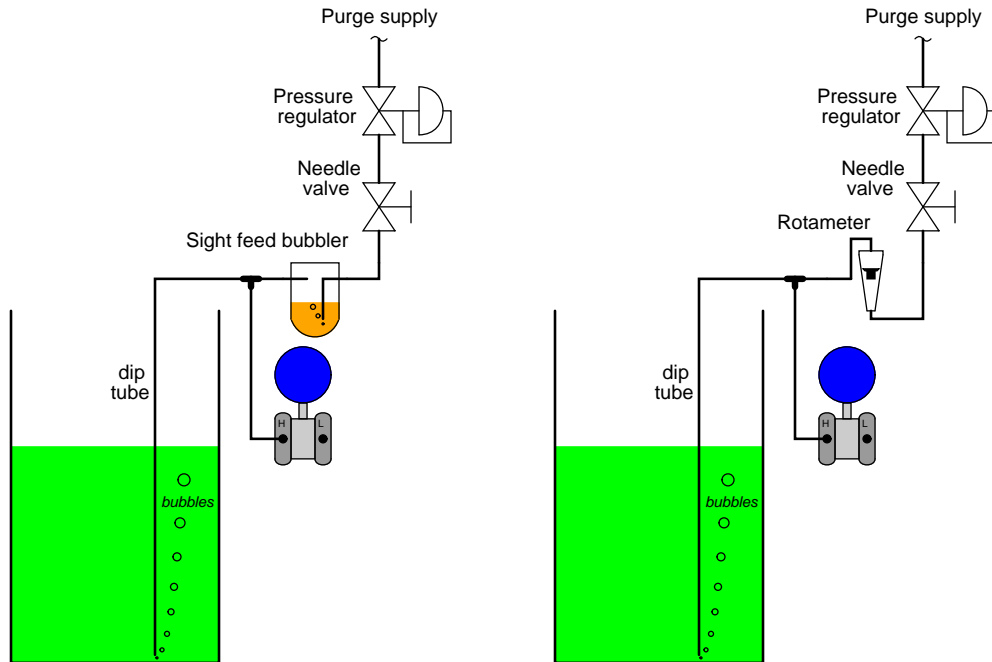 Purge supply
Pressure
regulator
Needle
valve
Sight feed bubbler
dip
tube
H
L
bubbles
Purge supply
Pressure
regulator
Needle
valve
Rotameter
dip
tube
H
L
bubbles